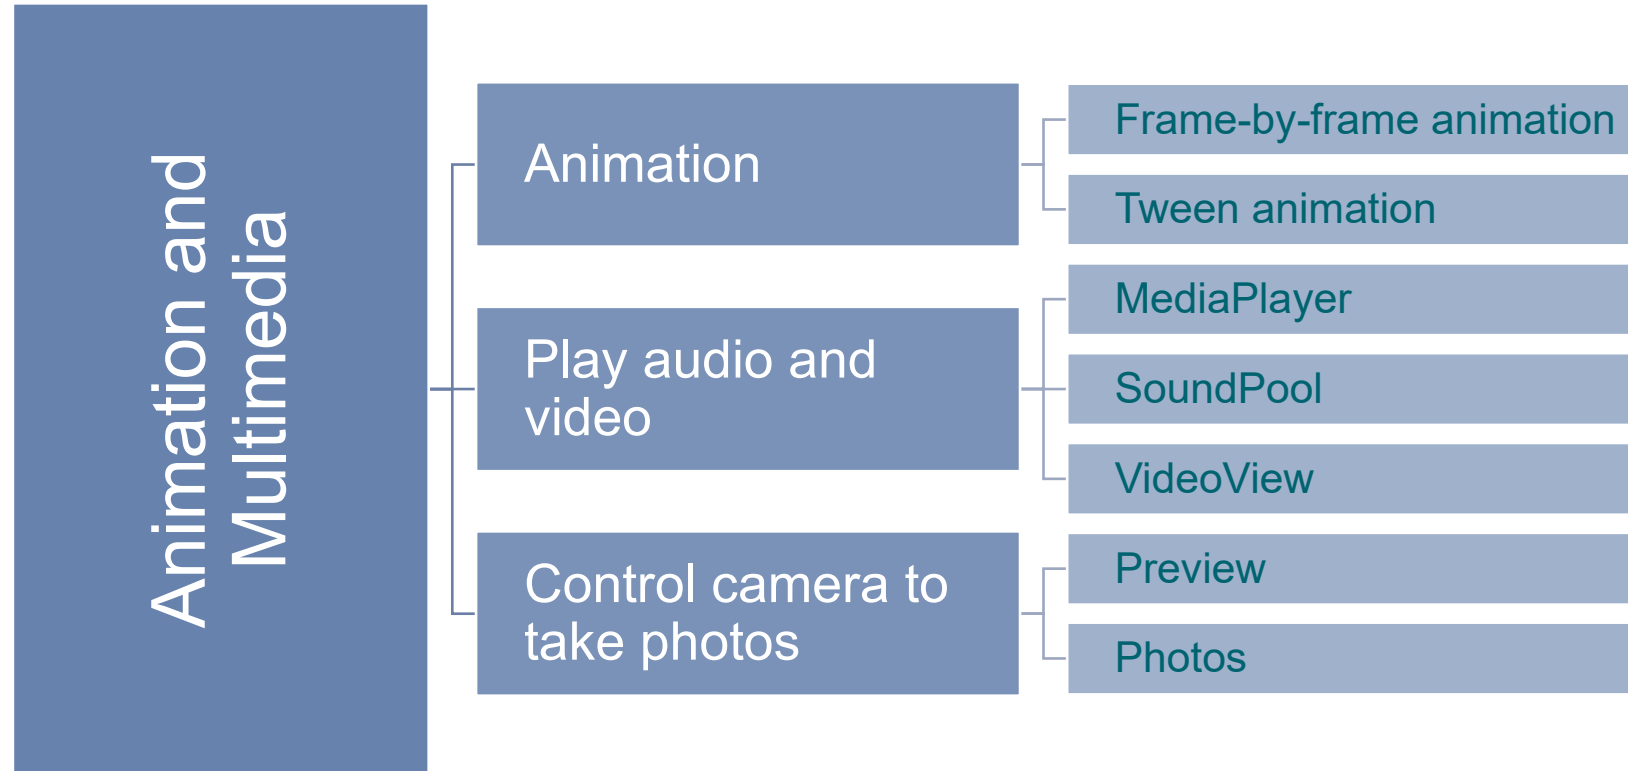 Animation and
Multimedia
Animation
Frame-by-frame animation
Tween animation
Play audio and
video
MediaPlayer
SoundPool
VideoView
Control camera to
take photos
Preview
Photos